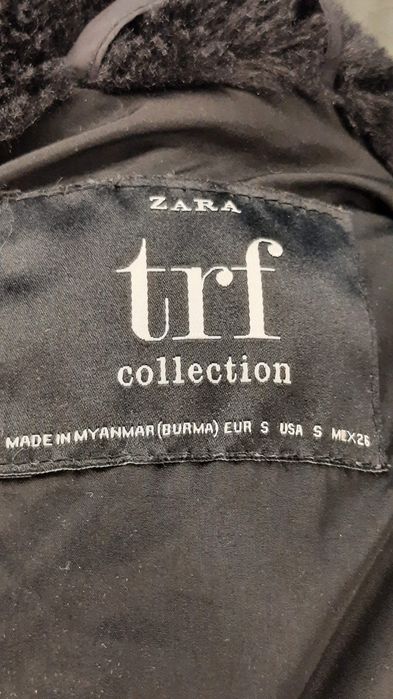 ZARA
trf
collection
MADE IN MYANMAR (BURMA) EUR S USA S MEX 26